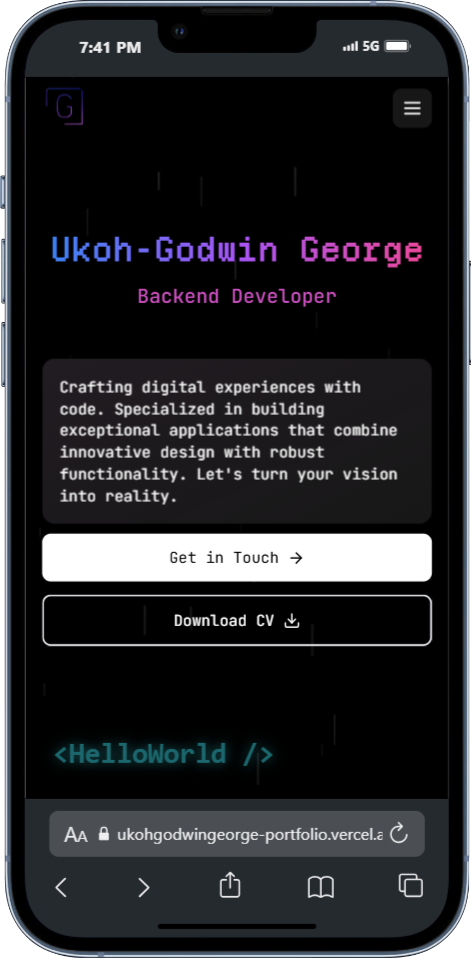 7:41 PM 5G
G
Ukoh-Godwin George
Backend Developer
Crafting digital experiences with
code. Specialized in building
exceptional applications that combine
innovative design with robust
functionality. Let's turn your vision
into reality.
Get in Touch →
Download CV
<HelloWorld />
AA ukohgodwingeorge-portfolio.vercel.a